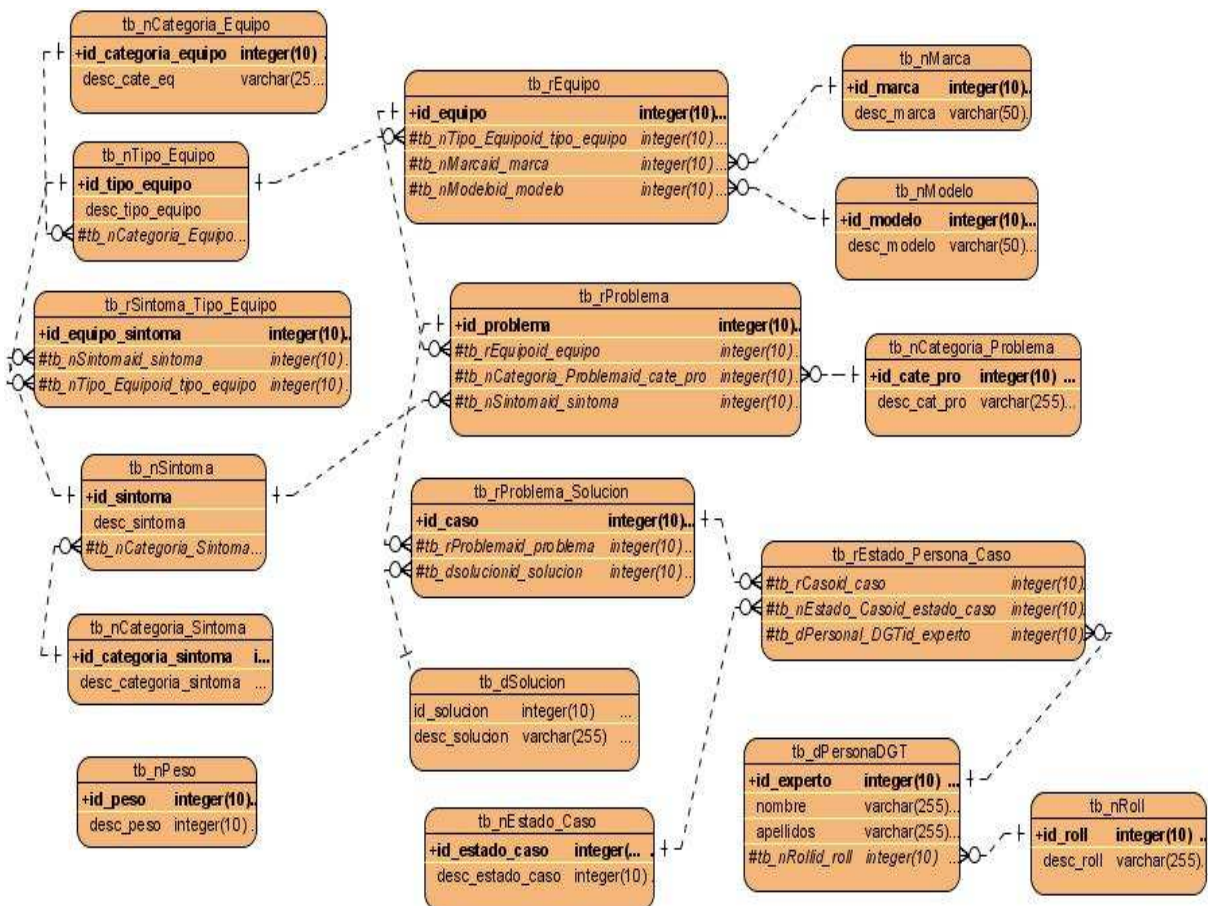 tb_nCategoria_Equipo
+id_categoria_equipo integer(10) .
desc_cate_eq varchar(25...
tb_nTipo_Equipo
+id_tipo_equipo
desc_tipo_equipo
#tb_nCategoria_Equipo...
tb_rSintoma_Tipo_Equipo
+id_equipo_sintoma integer(10)...
#tb_nSintomaid_sintoma integer(10) .
#tb_nTipo_Equipoid_tipo_equipo integer(10) ..
tb_nSintoma
+id_sintoma
desc_sintoma
#tb_nCategoria_Sintoma...
tb_nCategoria_Sintoma
+id_categoria_sintoma i...
desc_categoria_sintoma ...
tb_nPeso
+id_peso integer(10)..
desc_peso integer(10) .
tb_rEquipo
+id_equipo integer(10)...
#tb_nTipo_Equipoid_tipo_equipo integer(10) ...
#tb_nMarcaid_marca integer(10) ...
#tb_nModeloid_modelo integer(10) ...
tb_rProblema
+id_problema integer(10)...
#tb_rEquipoid_equipo integer(10) .
#tb_nCategoria_Problemaid_cate_pro integer(10) .
#tb_nSintomaid_sintoma integer(10) .
tb_rProblema_Solucion
+id_caso integer(10)...
#tb_rProblemaid_problema integer(10) ..
#tb_dsolucionid_solucion integer(10) ..
tb_dSolucion
id_solucion integer(10) ...
desc_solucion varchar(255) ...
tb_nEstado_Caso
+id_estado_caso integer(... .
desc_estado_caso integer(10) .
tb_nMarca
+id_marca integer(10)...
desc_marca varchar(50).
tb_nModelo
+id_modelo integer(10)...
desc_modelo varchar(50) .
tb_nCategoria_Problema
+id_cate_pro integer(10) ...
desc_cat_pro varchar(255)...
tb_rEstado_Persona_Caso
#tb_rCasoid_caso integer(10).
#tb_nEstado_Casoid_estado_caso integer(10).
#tb_dPersonal_DGTid_experto integer(10).
tb_dPersonaDGT
+id_experto integer(10) ...
nombre varchar(255)...
apellidos varchar(255)...
#tb_nRollid_roll integer(10) ...
tb_nRoll
+id_roll integer(10) ...
desc_roll varchar(255).